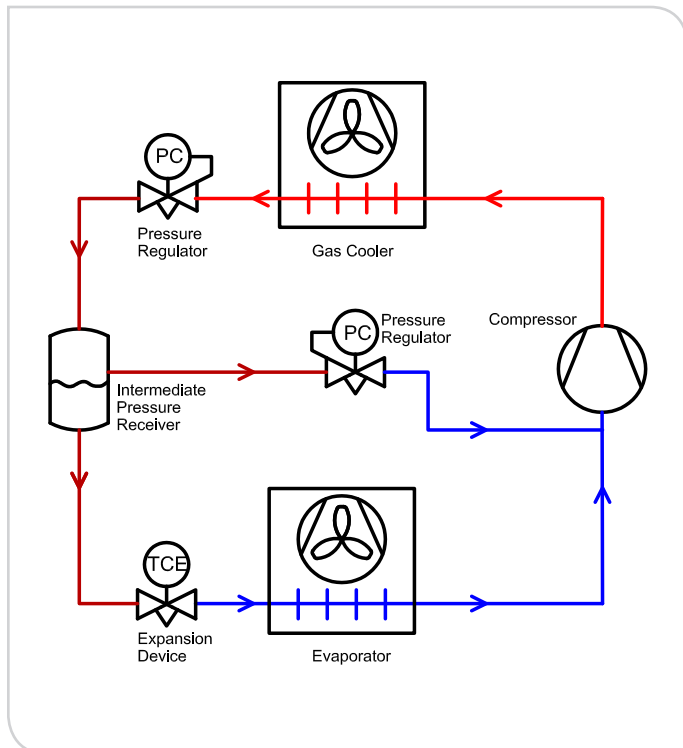 PC
Pressure
Regulator
Gas Cooler
PC
Pressure
Regulator
Compressor
Intermediate
Pressure
Receiver
TCE
Expansion
Device
Evaporator